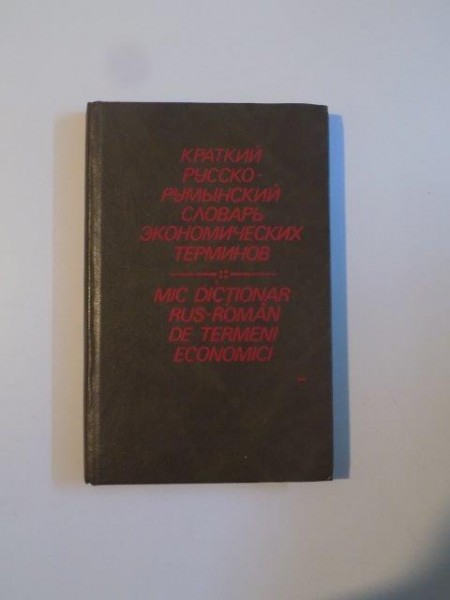 КРАТКИЙ
РУССКО-
РУМЫНСКИЙ
СЛОВАРЬ
ЭКОНОМИЧЕСКИХ
ТЕРМИНОВ
MIC DICȚIONAR
RUS-ROMÂN
DE TERMENI
ECONOMICI